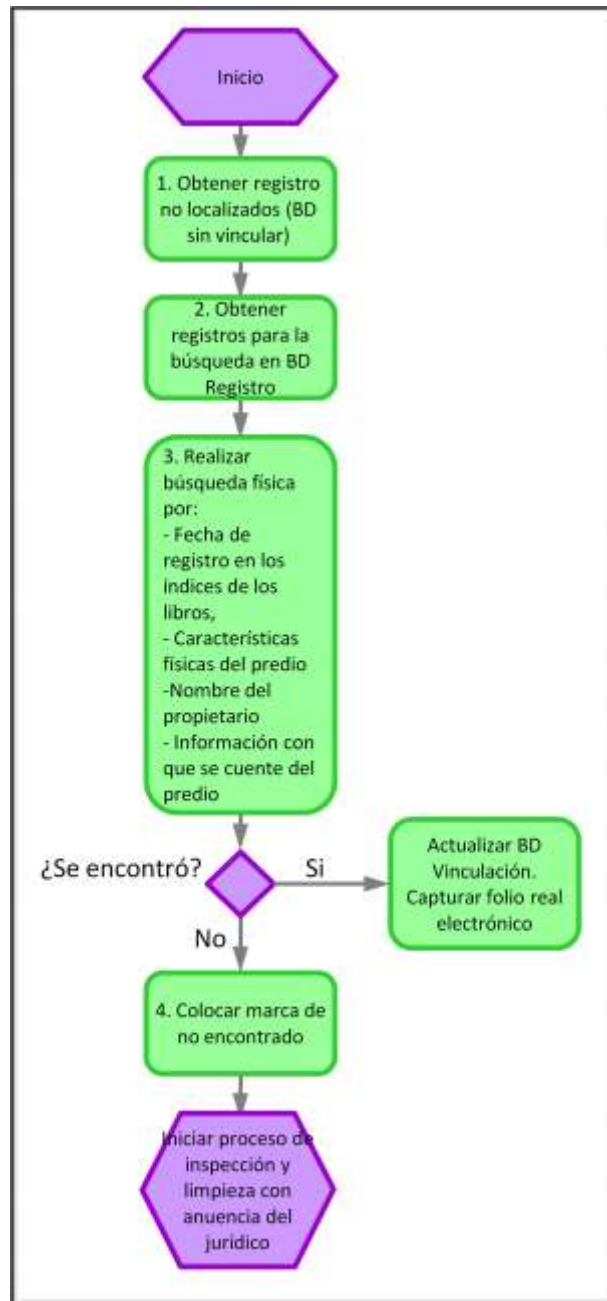 Inicio
1. Obtener registro
no localizados (BD
sin vincular)
2. Obtener
registros para la
búsqueda en BD
Registro
3. Realizar
búsqueda física
por:
- Fecha de
registro en los
índices de los
libros,
- Características
físicas del predio
-Nombre del
propietario
- Información con
que se cuente del
predio
¿Se encontró?
Si
Actualizar BD
Vinculación.
Capturar folio real
electrónico
No
4. Colocar marca de
no encontrado
Iniciar proceso de
inspección y
limpieza con
anuencia del
jurídico